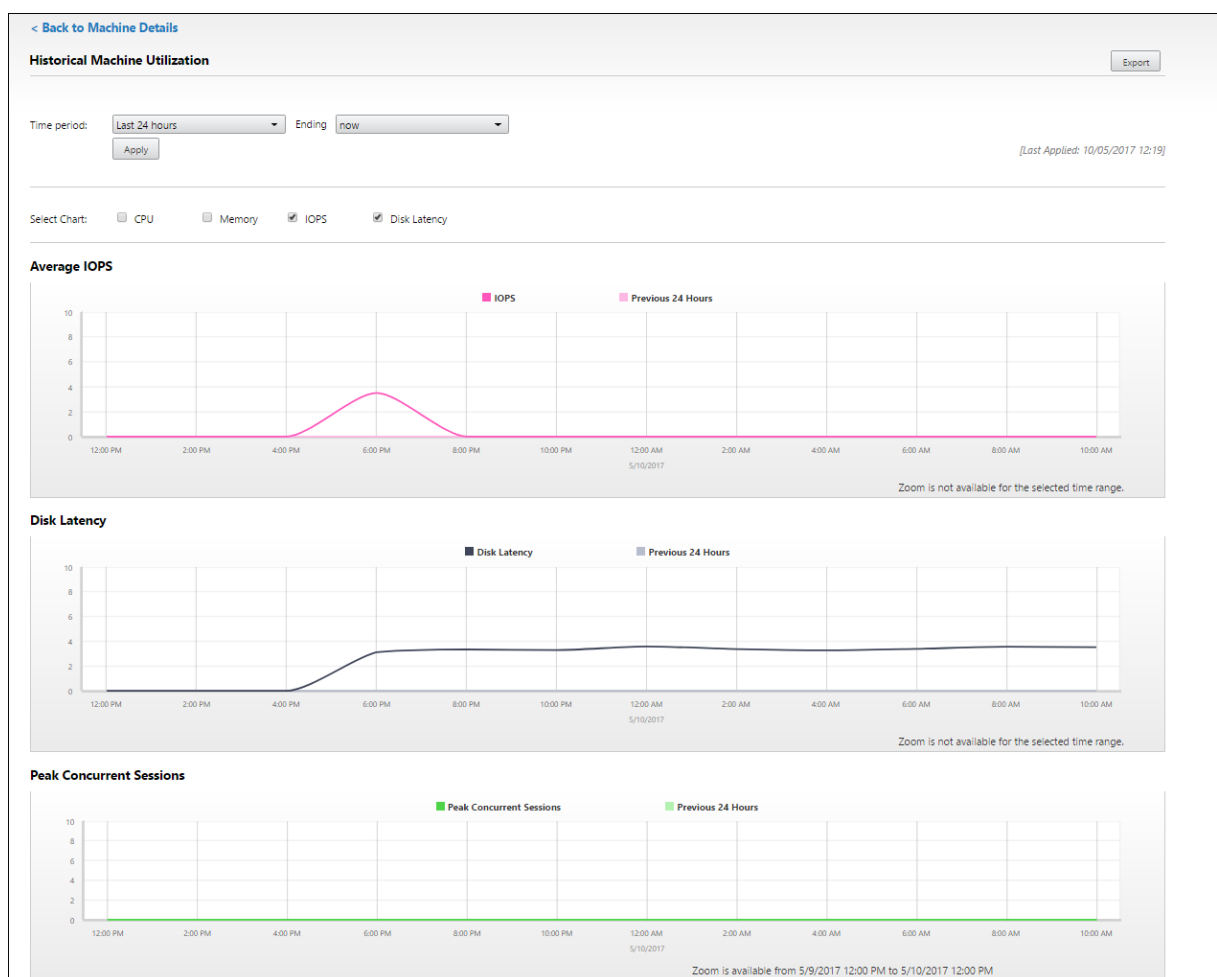 < Back to Machine Details
Historical Machine Utilization
Export
Time period: Last 24 hours Ending now
Apply
[Last Applied: 10/05/2017 12:19]
Select Chart: CPU Memory IOPS Disk Latency
Average IOPS
IOPS Previous 24 Hours
10
8
6
4
2
0
12:00 PM 2:00 PM 4:00 PM 6:00 PM 8:00 PM 10:00 PM 12:00 AM 2:00 AM 4:00 AM 6:00 AM 8:00 AM 10:00 AM
5/10/2017
Zoom is not available for the selected time range.
Disk Latency
Disk Latency Previous 24 Hours
10
8
6
4
2
0
12:00 PM 2:00 PM 4:00 PM 6:00 PM 8:00 PM 10:00 PM 12:00 AM 2:00 AM 4:00 AM 6:00 AM 8:00 AM 10:00 AM
5/10/2017
Zoom is not available for the selected time range.
Peak Concurrent Sessions
Peak Concurrent Sessions Previous 24 Hours
10
8
6
4
2
0
12:00 PM 2:00 PM 4:00 PM 6:00 PM 8:00 PM 10:00 PM 12:00 AM 2:00 AM 4:00 AM 6:00 AM 8:00 AM 10:00 AM
5/10/2017
Zoom is available from 5/9/2017 12:00 PM to 5/10/2017 12:00 PM